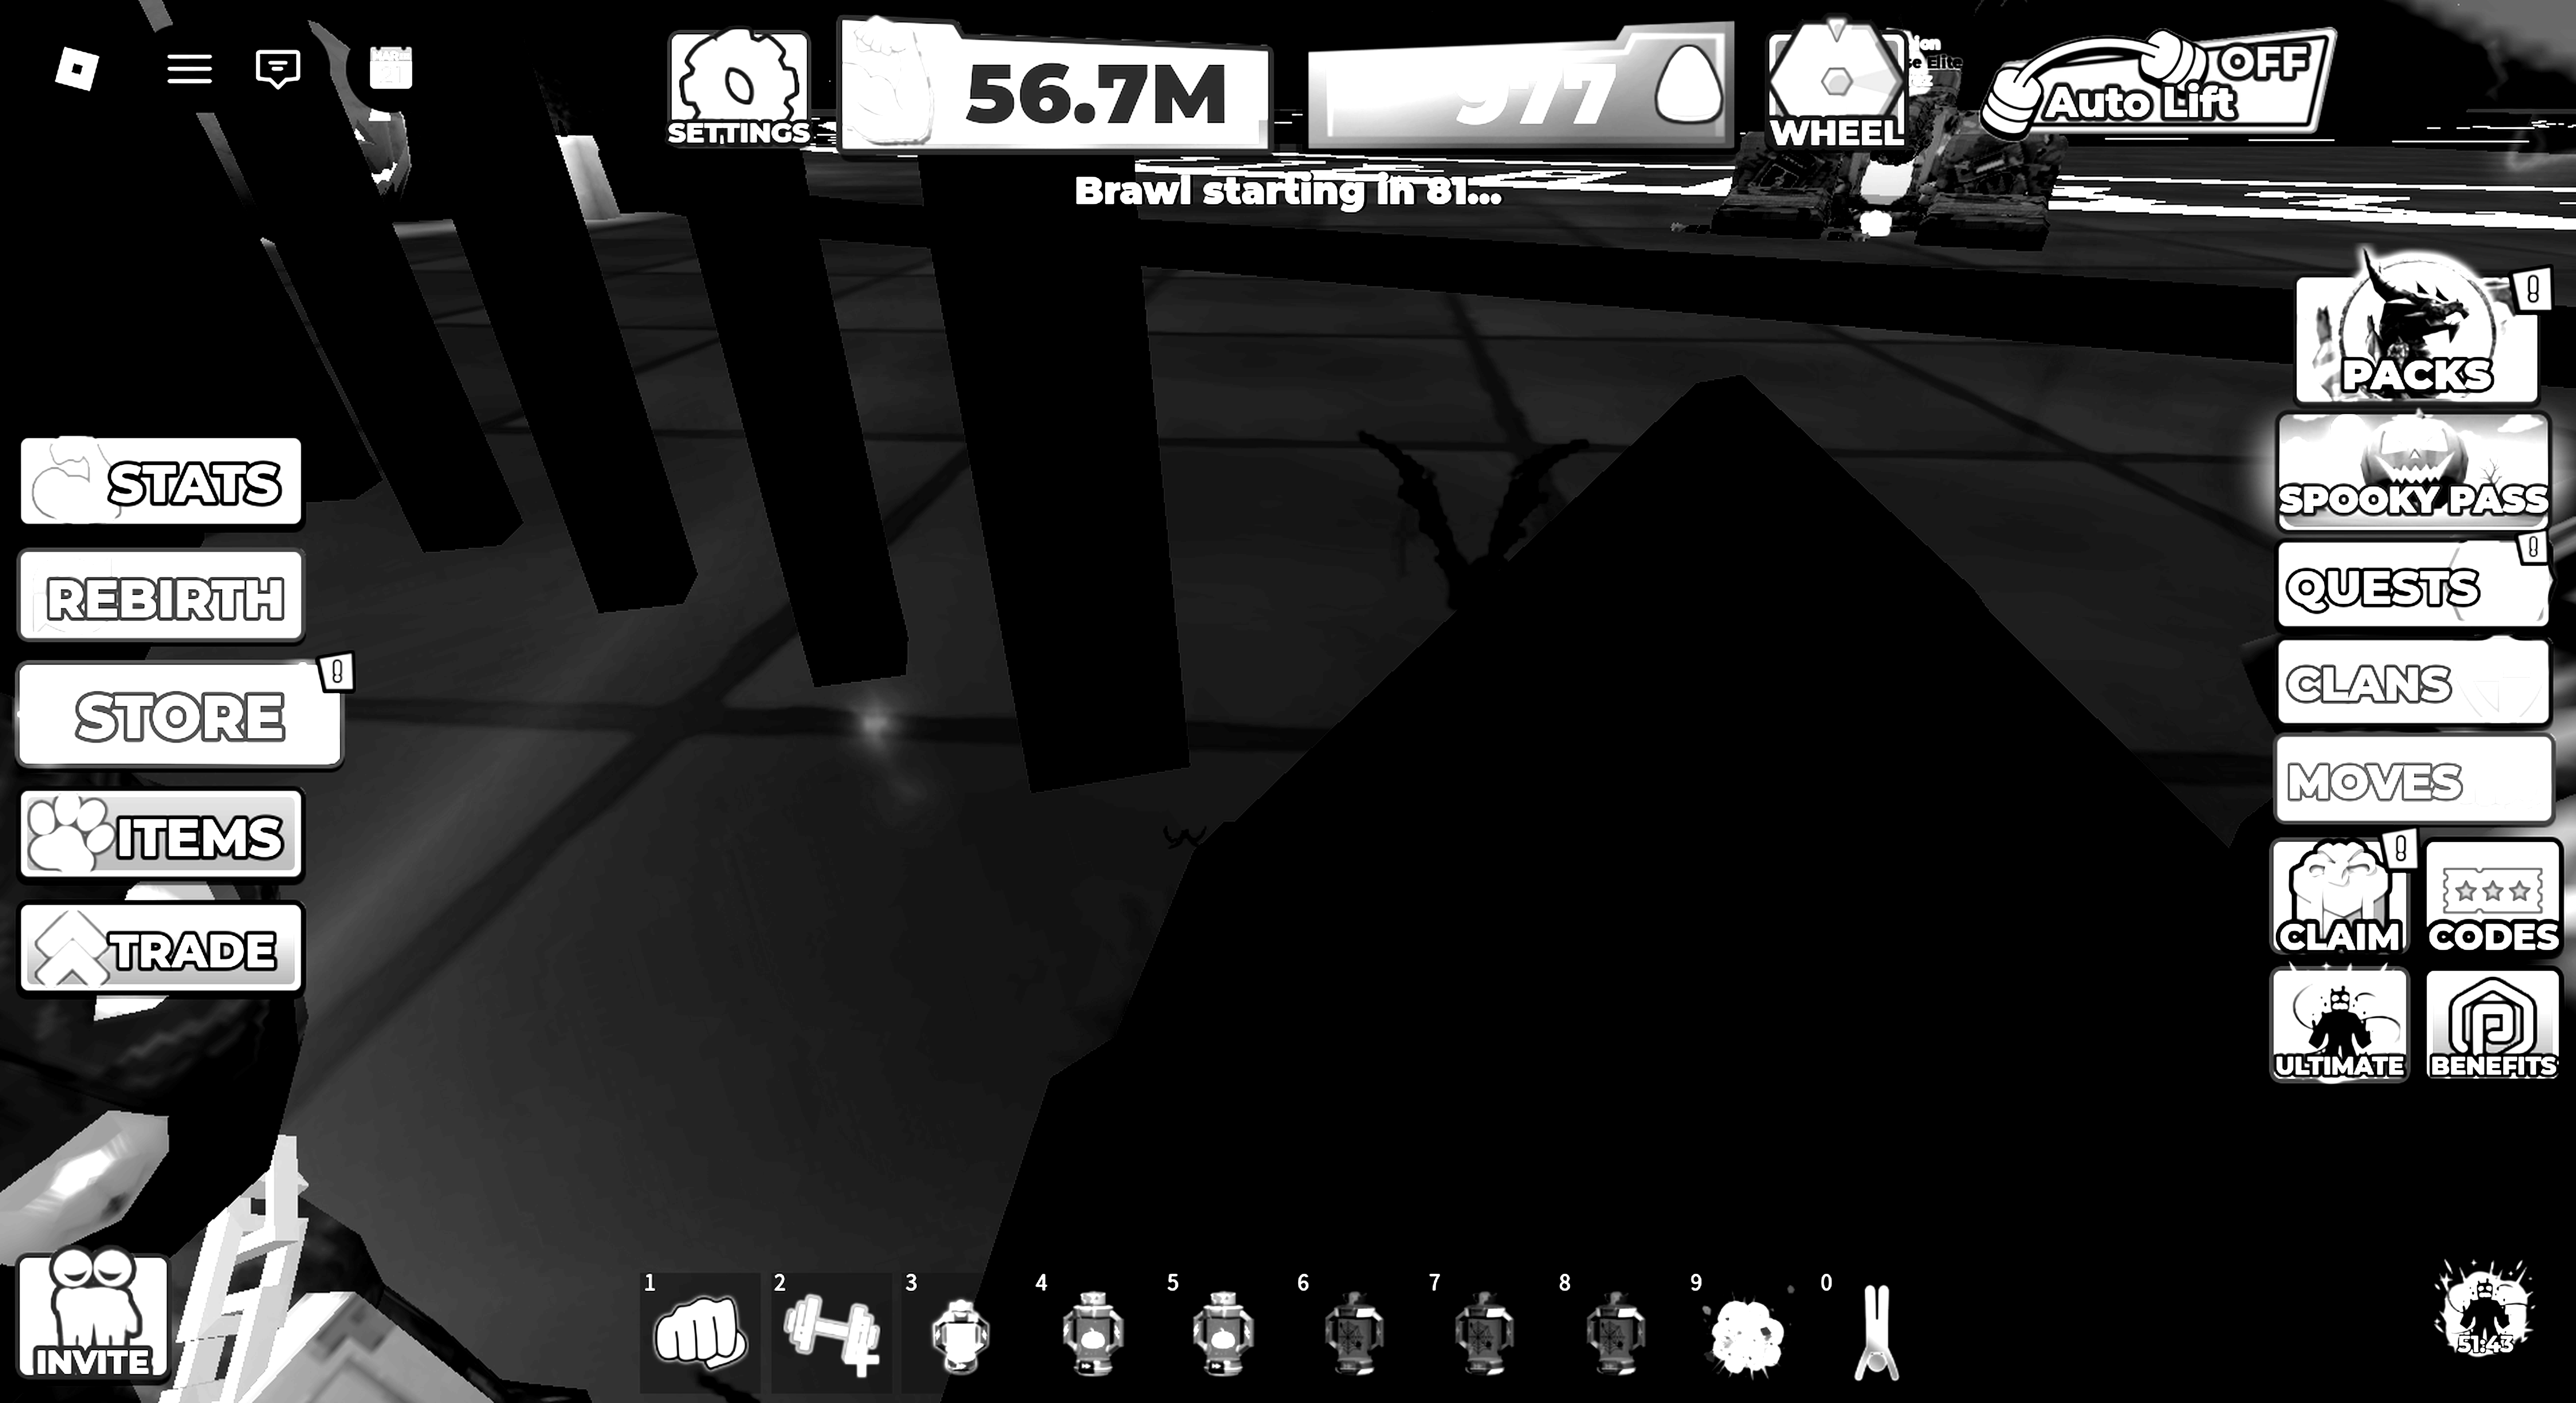 SETTINGS
56.7M
977
WHEEL
OFF
Auto Lift
Brawl starting in 81...
PACKS
SPOOKY PASS
QUESTS
CLANS
MOVES
CLAIM
CODES
ULTIMATE
BENEFITS
STATS
REBIRTH
STORE
ITEMS
TRADE
INVITE
1 2 3 4 5 6 7 8 9 0
51:43